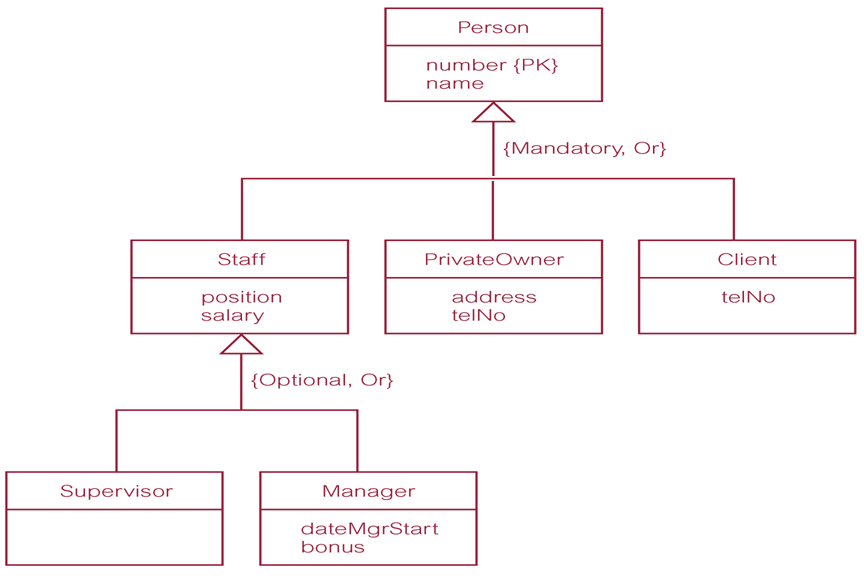 Person
number {PK}
name
{Mandatory, Or}
Staff
position
salary
PrivateOwner
address
telNo
Client
telNo
{Optional, Or}
Supervisor
Manager
dateMgrStart
bonus